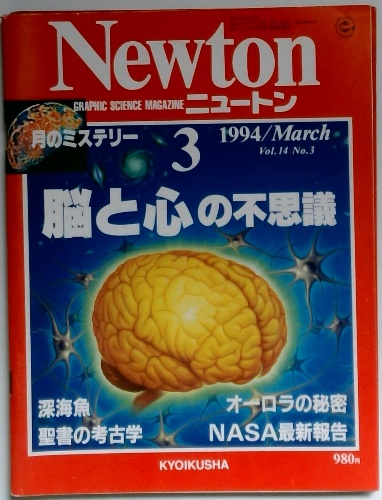 Newton
GRAPHIC SCIENCE MAGAZINE ニュートン
月のミステリー
3
1994/March
Vol.14 No.3
脳と心の不思議
深海魚
オーロラの秘密
聖書の考古学
NASA最新報告
KYOIKUSHA
980円